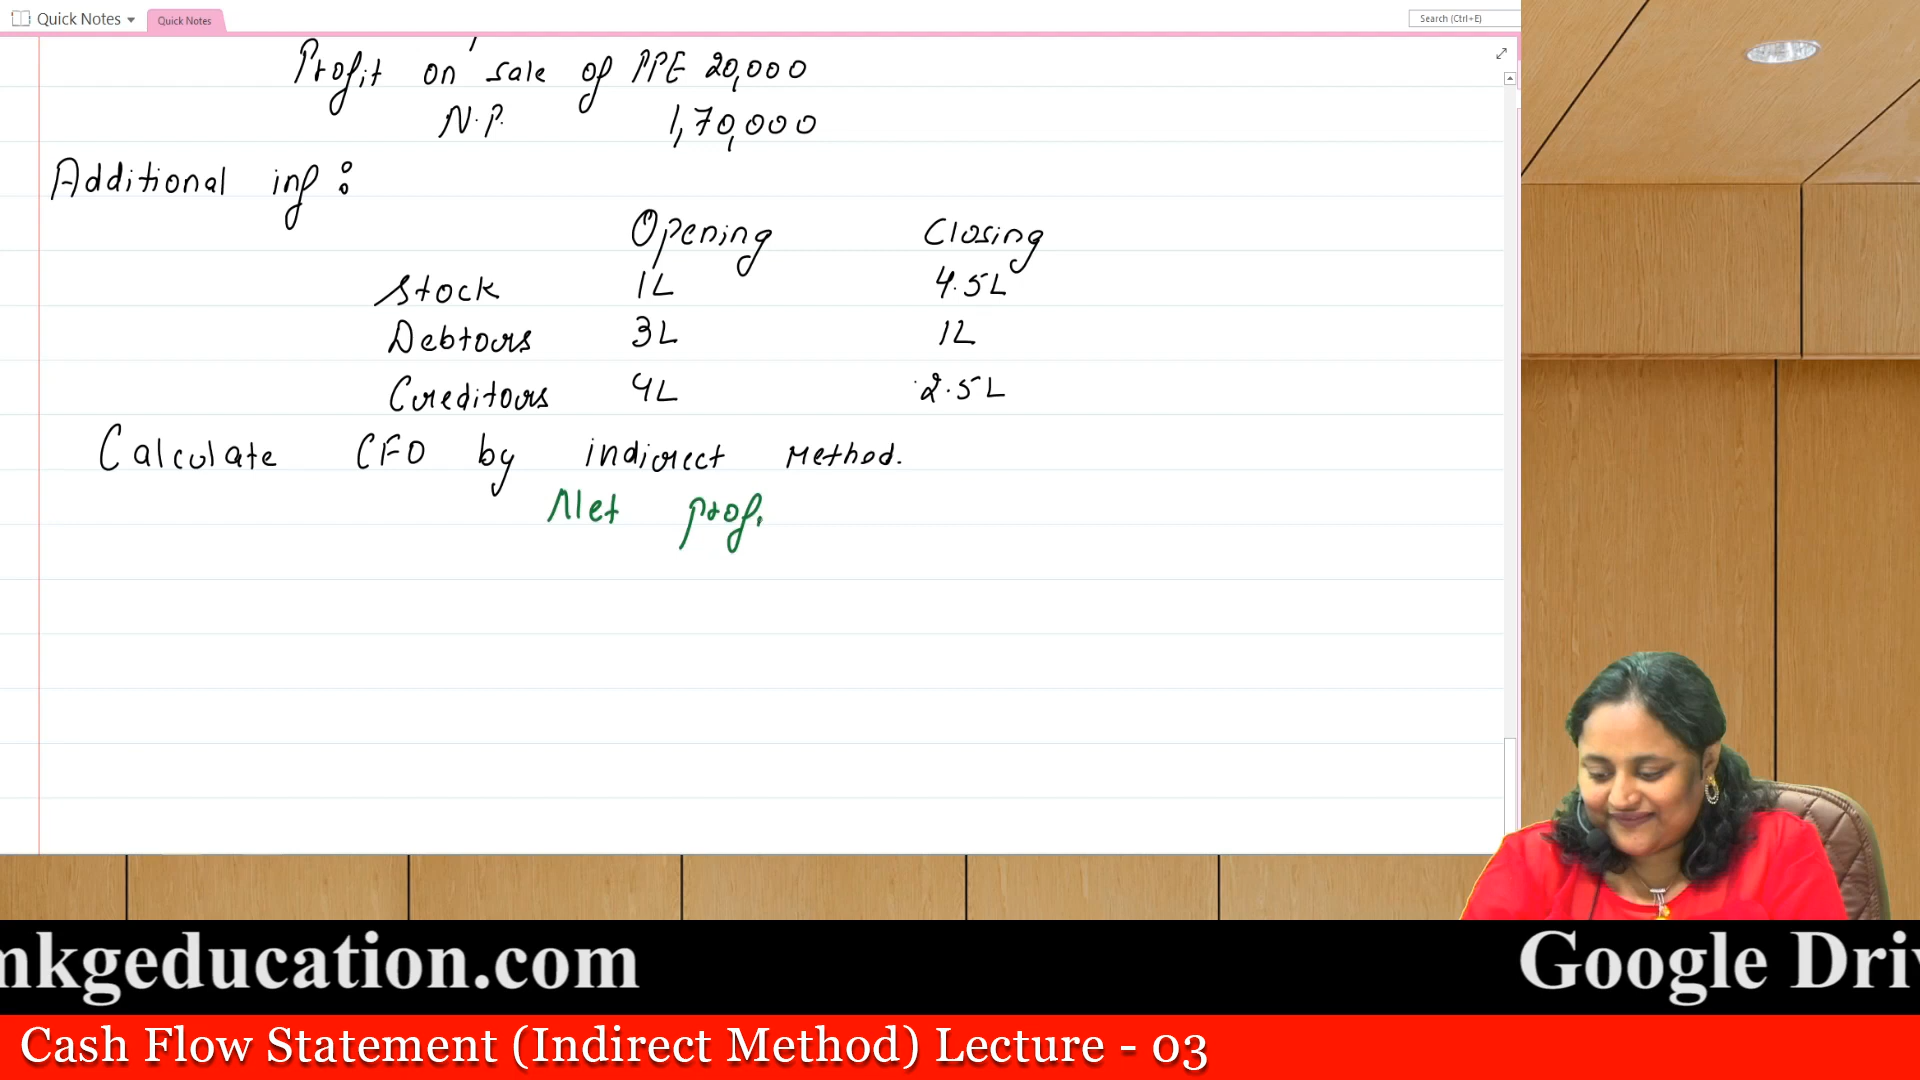 Quick Notes
Quick Notes
Search (Ctrl+E)
Profit on sale of PPE 20,000
N.P. 1,70,000
Additional inf :
Opening Closing
Stock 1L 4.5L
Debtors 3L 1L
Creditors 4L 2.5L
Calculate CFO by indirect Method.
Net prof.
mkgeducation.com
Google Driv
Cash Flow Statement (Indirect Method) Lecture - 03